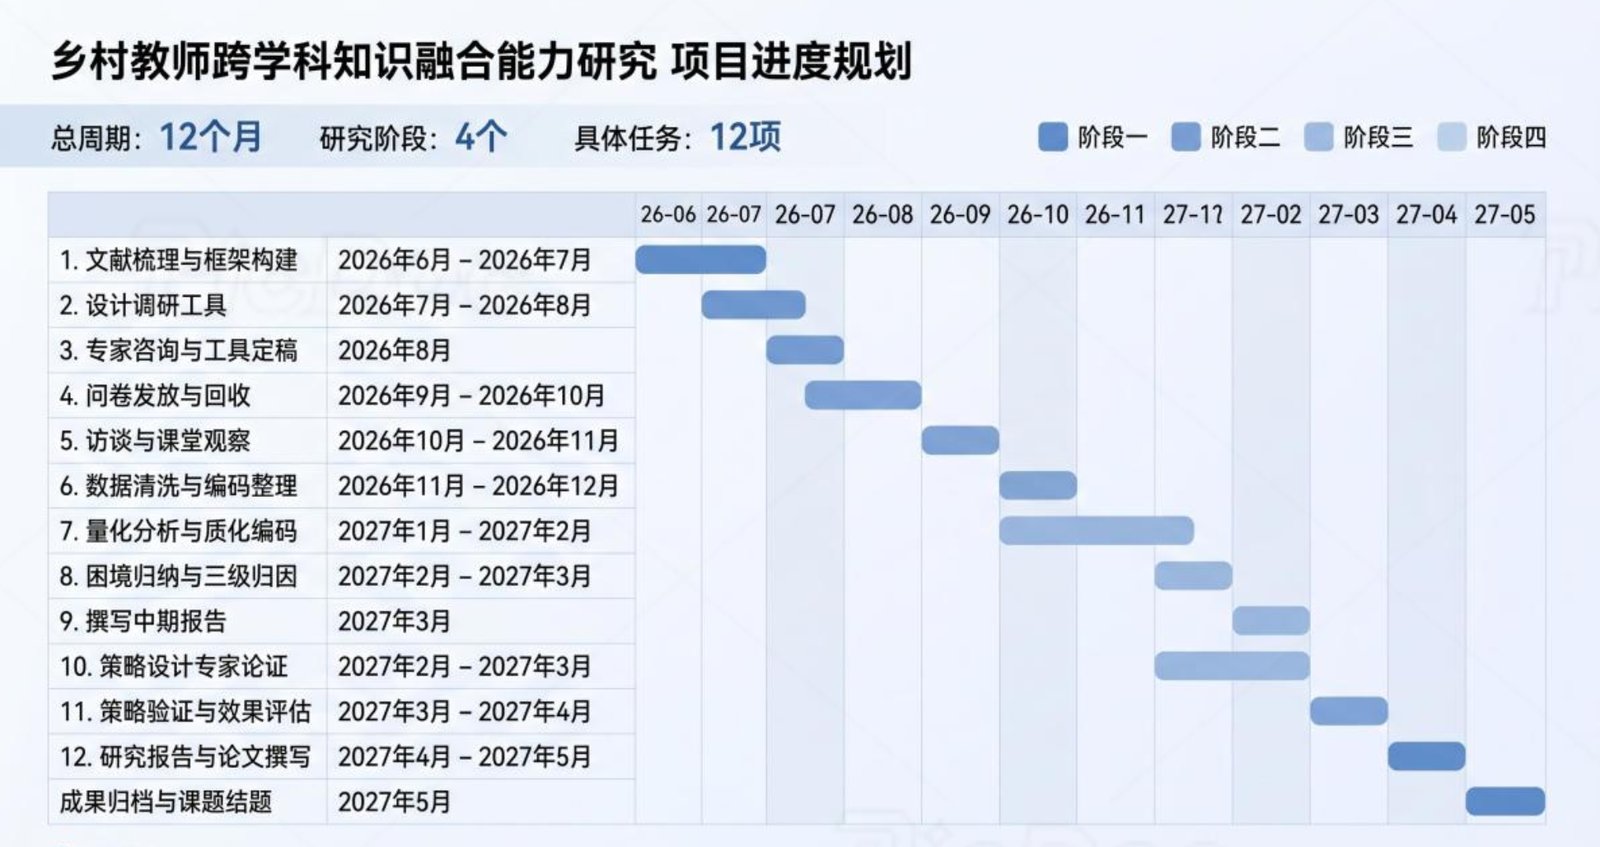 乡村教师跨学科知识融合能力研究 项目进度规划
总周期：12个月 研究阶段：4个 具体任务：12项 阶段一 阶段二 阶段三 阶段四
26-06 26-07 26-07 26-08 26-09 26-10 26-11 27-1? 27-02 27-03 27-04 27-05
1. 文献梳理与框架构建 2026年6月 – 2026年7月
2. 设计调研工具 2026年7月 – 2026年8月
3. 专家咨询与工具定稿 2026年8月
4. 问卷发放与回收 2026年9月 – 2026年10月
5. 访谈与课堂观察 2026年10月 – 2026年11月
6. 数据清洗与编码整理 2026年11月 – 2026年12月
7. 量化分析与质化编码 2027年1月 – 2027年2月
8. 困境归纳与三级归因 2027年2月 – 2027年3月
9. 撰写中期报告 2027年3月
10. 策略设计专家论证 2027年2月 – 2027年3月
11. 策略验证与效果评估 2027年3月 – 2027年4月
12. 研究报告与论文撰写 2027年4月 – 2027年5月
成果归档与课题结题 2027年5月